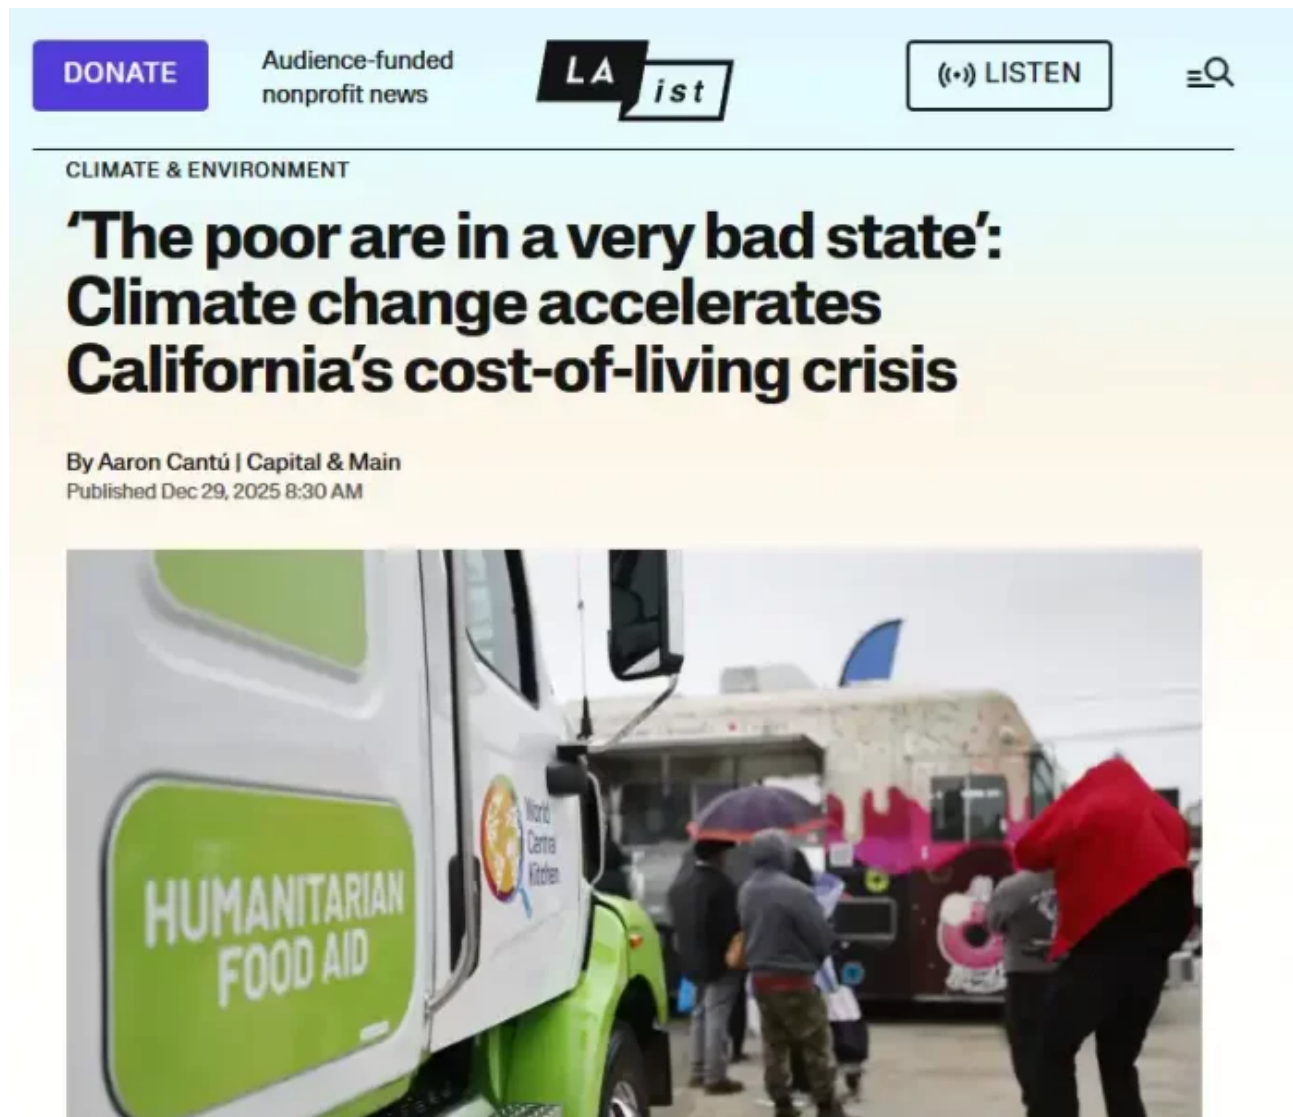 DONATE
Audience-funded
nonprofit news
LA
ist
LISTEN
CLIMATE & ENVIRONMENT
‘The poor are in a very bad state’:
Climate change accelerates
California’s cost-of-living crisis
By Aaron Cantú | Capital & Main
Published Dec 29, 2025 8:30 AM
World
Central
Kitchen
HUMANITARIAN
FOOD AID